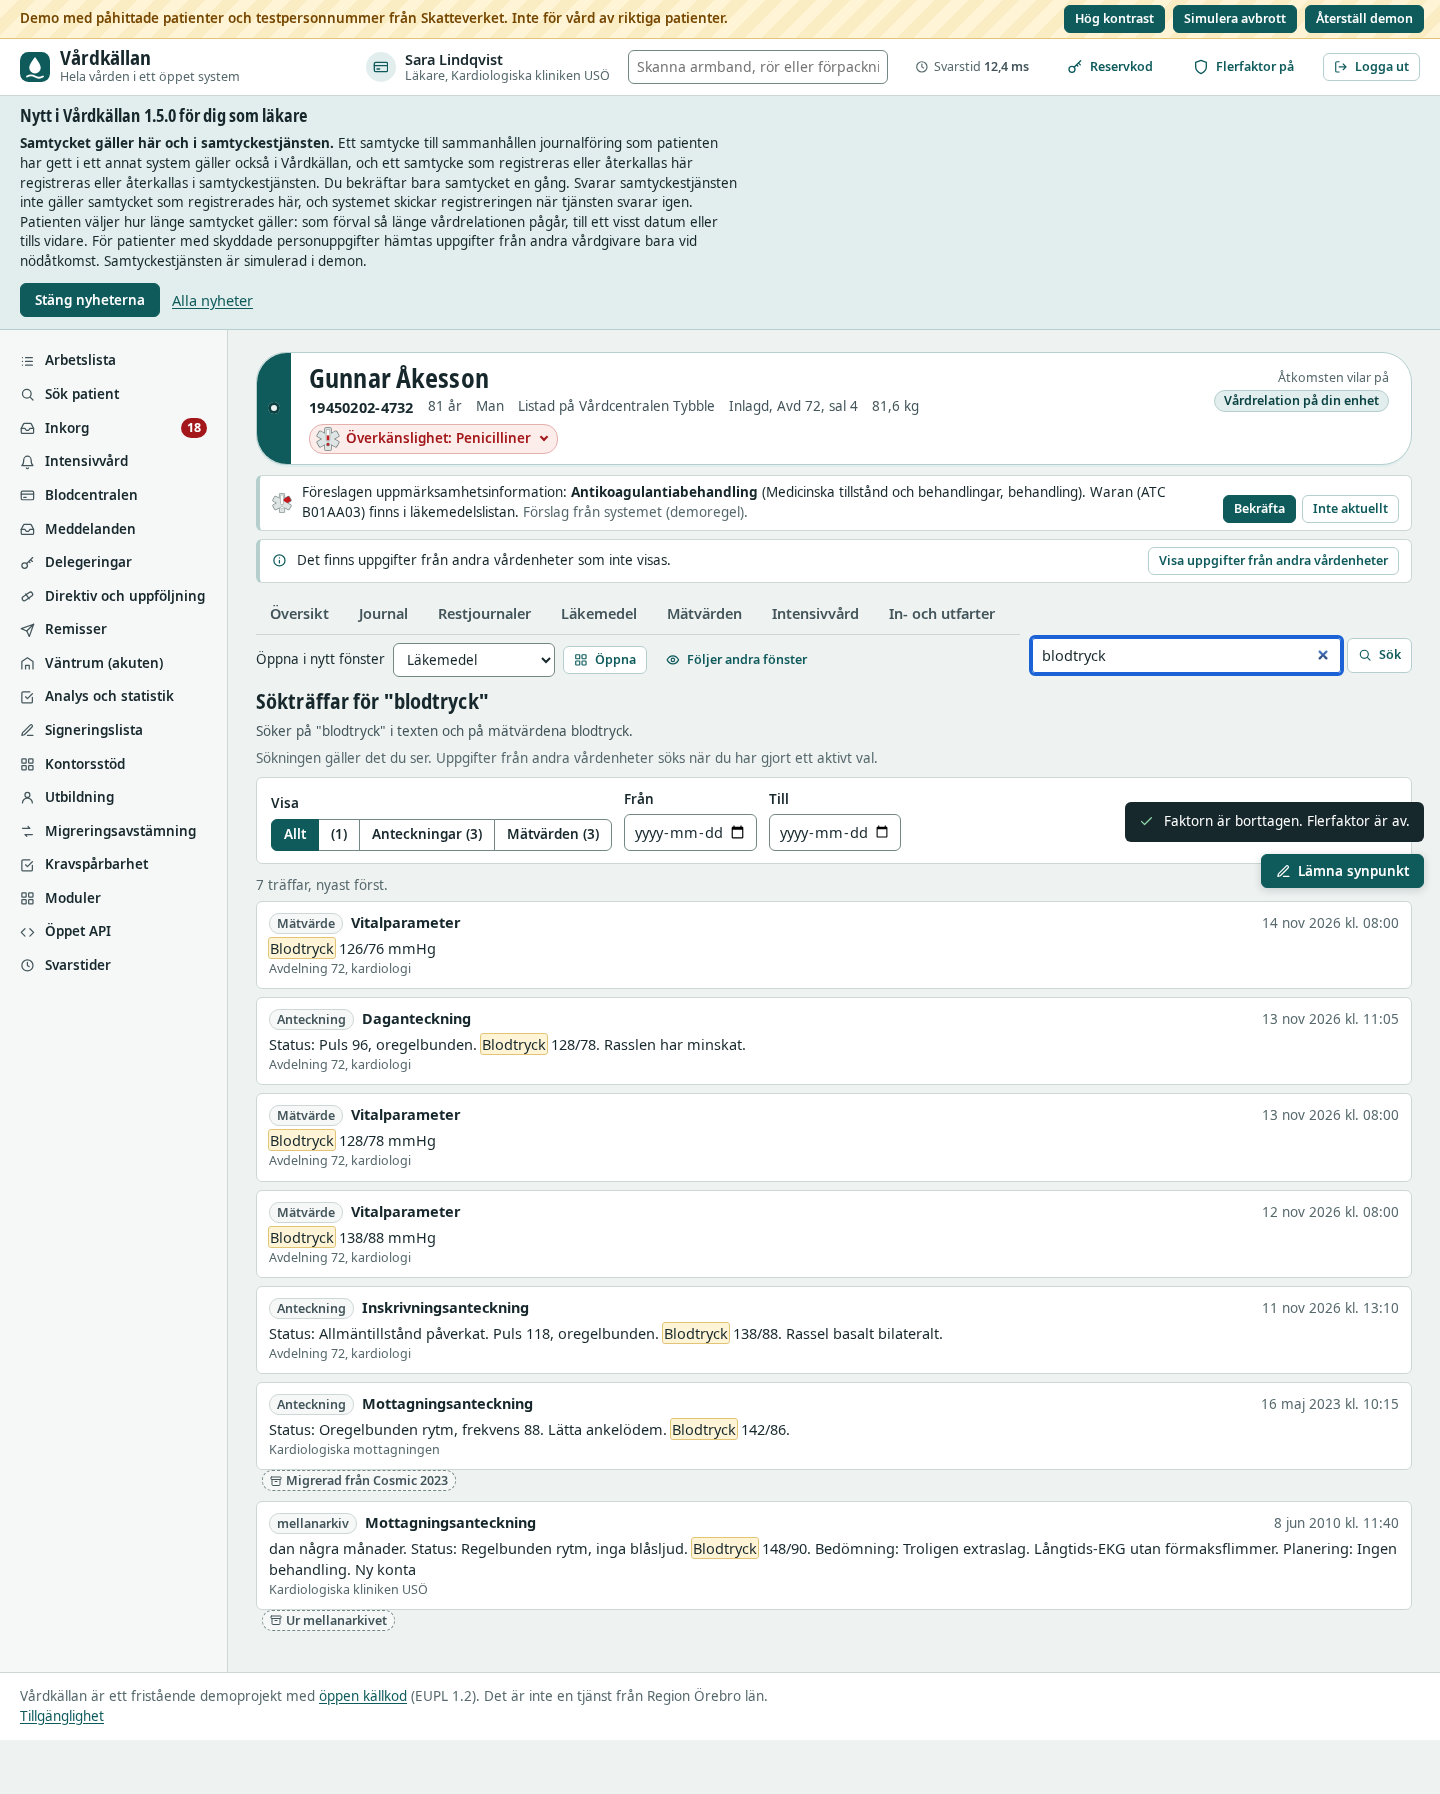 Demo med påhittade patienter och testpersonnummer från Skatteverket. Inte för vård av riktiga patienter.
Hög kontrast
Simulera avbrott
Återställ demon
Vårdkällan
Hela vården i ett öppet system
Sara Lindqvist
Läkare, Kardiologiska kliniken USÖ
Skanna armband, rör eller förpackni
Svarstid 12,4 ms
Reservkod
Flerfaktor på
Logga ut
Nytt i Vårdkällan 1.5.0 för dig som läkare
Samtycket gäller här och i samtyckestjänsten. Ett samtycke till sammanhållen journalföring som patienten
har gett i ett annat system gäller också i Vårdkällan, och ett samtycke som registreras eller återkallas här
registreras eller återkallas i samtyckestjänsten. Du bekräftar bara samtycket en gång. Svarar samtyckestjänsten
inte gäller samtycket som registrerades här, och systemet skickar registreringen när tjänsten svarar igen.
Patienten väljer hur länge samtycket gäller: som förval så länge vårdrelationen pågår, till ett visst datum eller
tills vidare. För patienter med skyddade personuppgifter hämtas uppgifter från andra vårdgivare bara vid
nödåtkomst. Samtyckestjänsten är simulerad i demon.
Stäng nyheterna
Alla nyheter
Arbetslista
Sök patient
Inkorg
18
Intensivvård
Blodcentralen
Meddelanden
Delegeringar
Direktiv och uppföljning
Remisser
Väntrum (akuten)
Analys och statistik
Signeringslista
Kontorsstöd
Utbildning
Migreringsavstämning
Kravspårbarhet
Moduler
Öppet API
Svarstider
Gunnar Åkesson
19450202-4732 81 år Man Listad på Vårdcentralen Tybble Inlagd, Avd 72, sal 4 81,6 kg
Överkänslighet: Penicilliner
Åtkomsten vilar på
Vårdrelation på din enhet
Föreslagen uppmärksamhetsinformation: Antikoagulantiabehandling (Medicinska tillstånd och behandlingar, behandling). Waran (ATC
B01AA03) finns i läkemedelslistan. Förslag från systemet (demoregel).
Bekräfta
Inte aktuellt
Det finns uppgifter från andra vårdenheter som inte visas.
Visa uppgifter från andra vårdenheter
Översikt
Journal
Restjournaler
Läkemedel
Mätvärden
Intensivvård
In- och utfarter
Öppna i nytt fönster
Läkemedel
Öppna
Följer andra fönster
blodtryck
Sök
Sökträffar för "blodtryck"
Söker på "blodtryck" i texten och på mätvärdena blodtryck.
Sökningen gäller det du ser. Uppgifter från andra vårdenheter söks när du har gjort ett aktivt val.
Visa
Allt
(1)
Anteckningar (3)
Mätvärden (3)
Från
yyyy-mm-dd
Till
yyyy-mm-dd
Faktorn är borttagen. Flerfaktor är av.
Lämna synpunkt
7 träffar, nyast först.
Mätvärde Vitalparameter 14 nov 2026 kl. 08:00
Blodtryck 126/76 mmHg
Avdelning 72, kardiologi
Anteckning Daganteckning 13 nov 2026 kl. 11:05
Status: Puls 96, oregelbunden. Blodtryck 128/78. Rasslen har minskat.
Avdelning 72, kardiologi
Mätvärde Vitalparameter 13 nov 2026 kl. 08:00
Blodtryck 128/78 mmHg
Avdelning 72, kardiologi
Mätvärde Vitalparameter 12 nov 2026 kl. 08:00
Blodtryck 138/88 mmHg
Avdelning 72, kardiologi
Anteckning Inskrivningsanteckning 11 nov 2026 kl. 13:10
Status: Allmäntillstånd påverkat. Puls 118, oregelbunden. Blodtryck 138/88. Rassel basalt bilateralt.
Avdelning 72, kardiologi
Anteckning Mottagningsanteckning 16 maj 2023 kl. 10:15
Status: Oregelbunden rytm, frekvens 88. Lätta ankelödem. Blodtryck 142/86.
Kardiologiska mottagningen
Migrerad från Cosmic 2023
mellanarkiv Mottagningsanteckning 8 jun 2010 kl. 11:40
dan några månader. Status: Regelbunden rytm, inga blåsljud. Blodtryck 148/90. Bedömning: Troligen extraslag. Långtids-EKG utan förmaksflimmer. Planering: Ingen
behandling. Ny konta
Kardiologiska kliniken USÖ
Ur mellanarkivet
Vårdkällan är ett fristående demoprojekt med öppen källkod (EUPL 1.2). Det är inte en tjänst från Region Örebro län.
Tillgänglighet